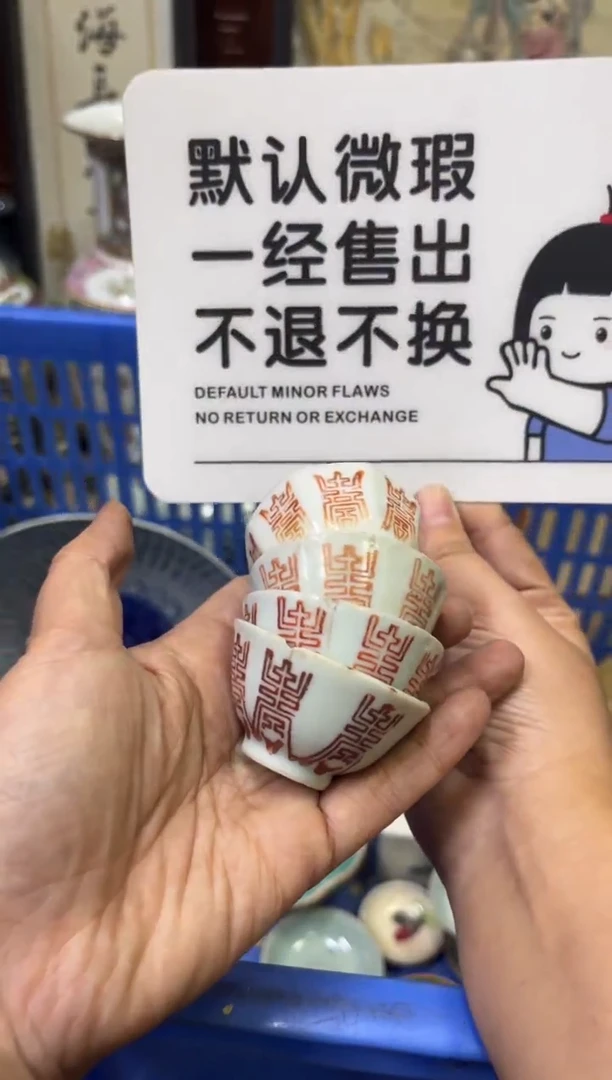 海
默认微瑕
一经售出
不退不换
DEFAULT MINOR FLAWS
NO RETURN OR EXCHANGE